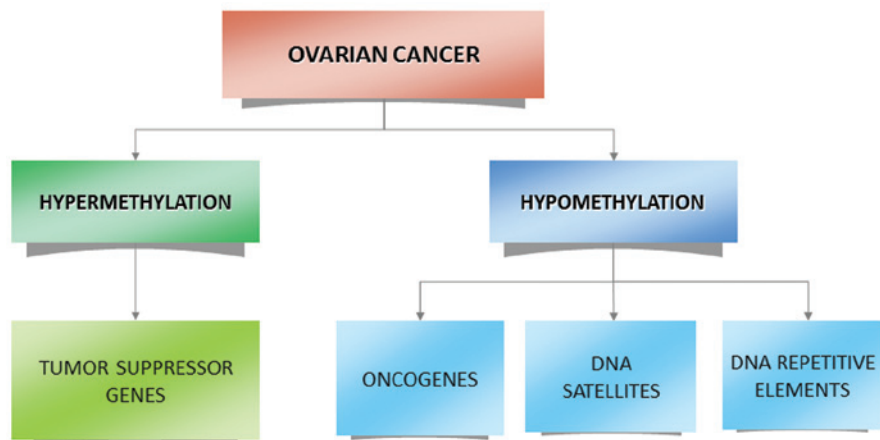 OVARIAN CANCER
HYPERMETHYLATION
HYPOMETHYLATION
TUMOR SUPPRESSOR
GENES
ONCOGENES
DNA
SATELLITES
DNA REPETITIVE
ELEMENTS